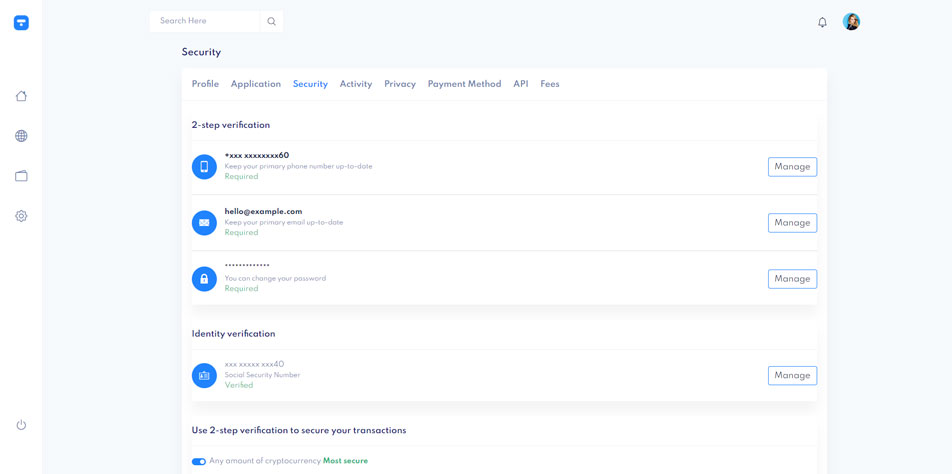 Search Here
Security
Profile Application Security Activity Privacy Payment Method API Fees
2-step verification
+xxx xxxxxxxx60
Keep your primary phone number up-to-date
Required
Manage
hello@example.com
Keep your primary email up-to-date
Required
Manage
*************
You can change your password
Required
Manage
Identity verification
xxx xxxxx xxx40
Social Security Number
Verified
Manage
Use 2-step verification to secure your transactions
Any amount of cryptocurrency Most secure